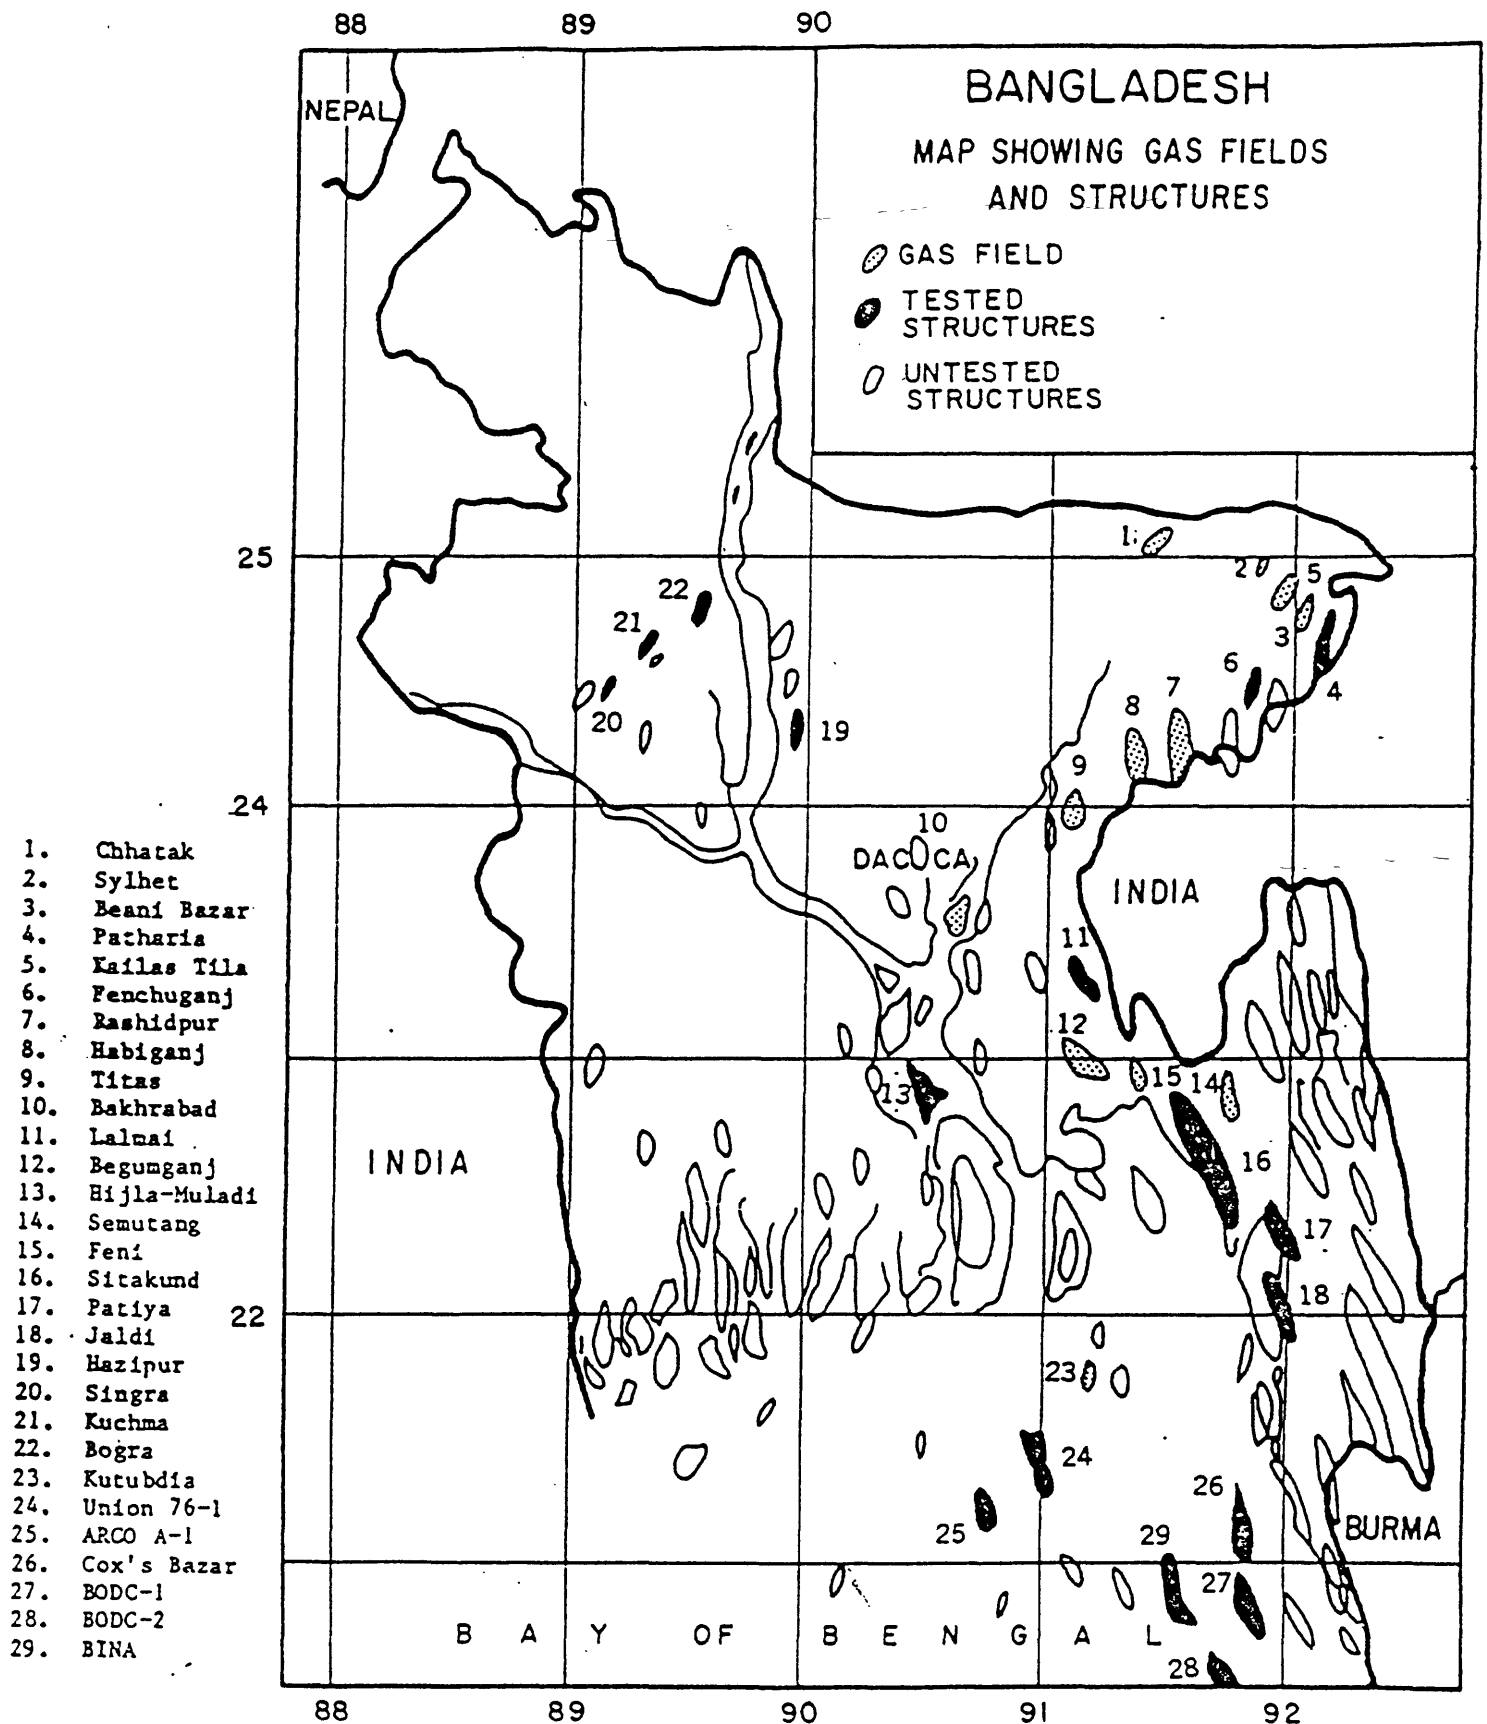 88 89 90
BANGLADESH
MAP SHOWING GAS FIELDS
AND STRUCTURES
GAS FIELD
TESTED
STRUCTURES
UNTESTED
STRUCTURES
NEPAL
1
25
2
5
22
21
3
6
4
7
8
20
19
9
24
10
DACCA
INDIA
11
12
15 14
13
INDIA
16
17
18
22
23
24
26
25
29
BURMA
27
BAY OF BENGAL
28
88 89 90 91 92
1. Chhatak
2. Sylhet
3. Beani Bazar
4. Patharia
5. Kailas Tila
6. Fenchuganj
7. Rashidpur
8. Habiganj
9. Titas
10. Bakhrabad
11. Lalmai
12. Begumganj
13. Hijla-Muladi
14. Semutang
15. Feni
16. Sitakund
17. Patiya
18. Jaldi
19. Hazipur
20. Singra
21. Kuchma
22. Bogra
23. Kutubdia
24. Union 76-1
25. ARCO A-1
26. Cox's Bazar
27. BODC-1
28. BODC-2
29. BINA